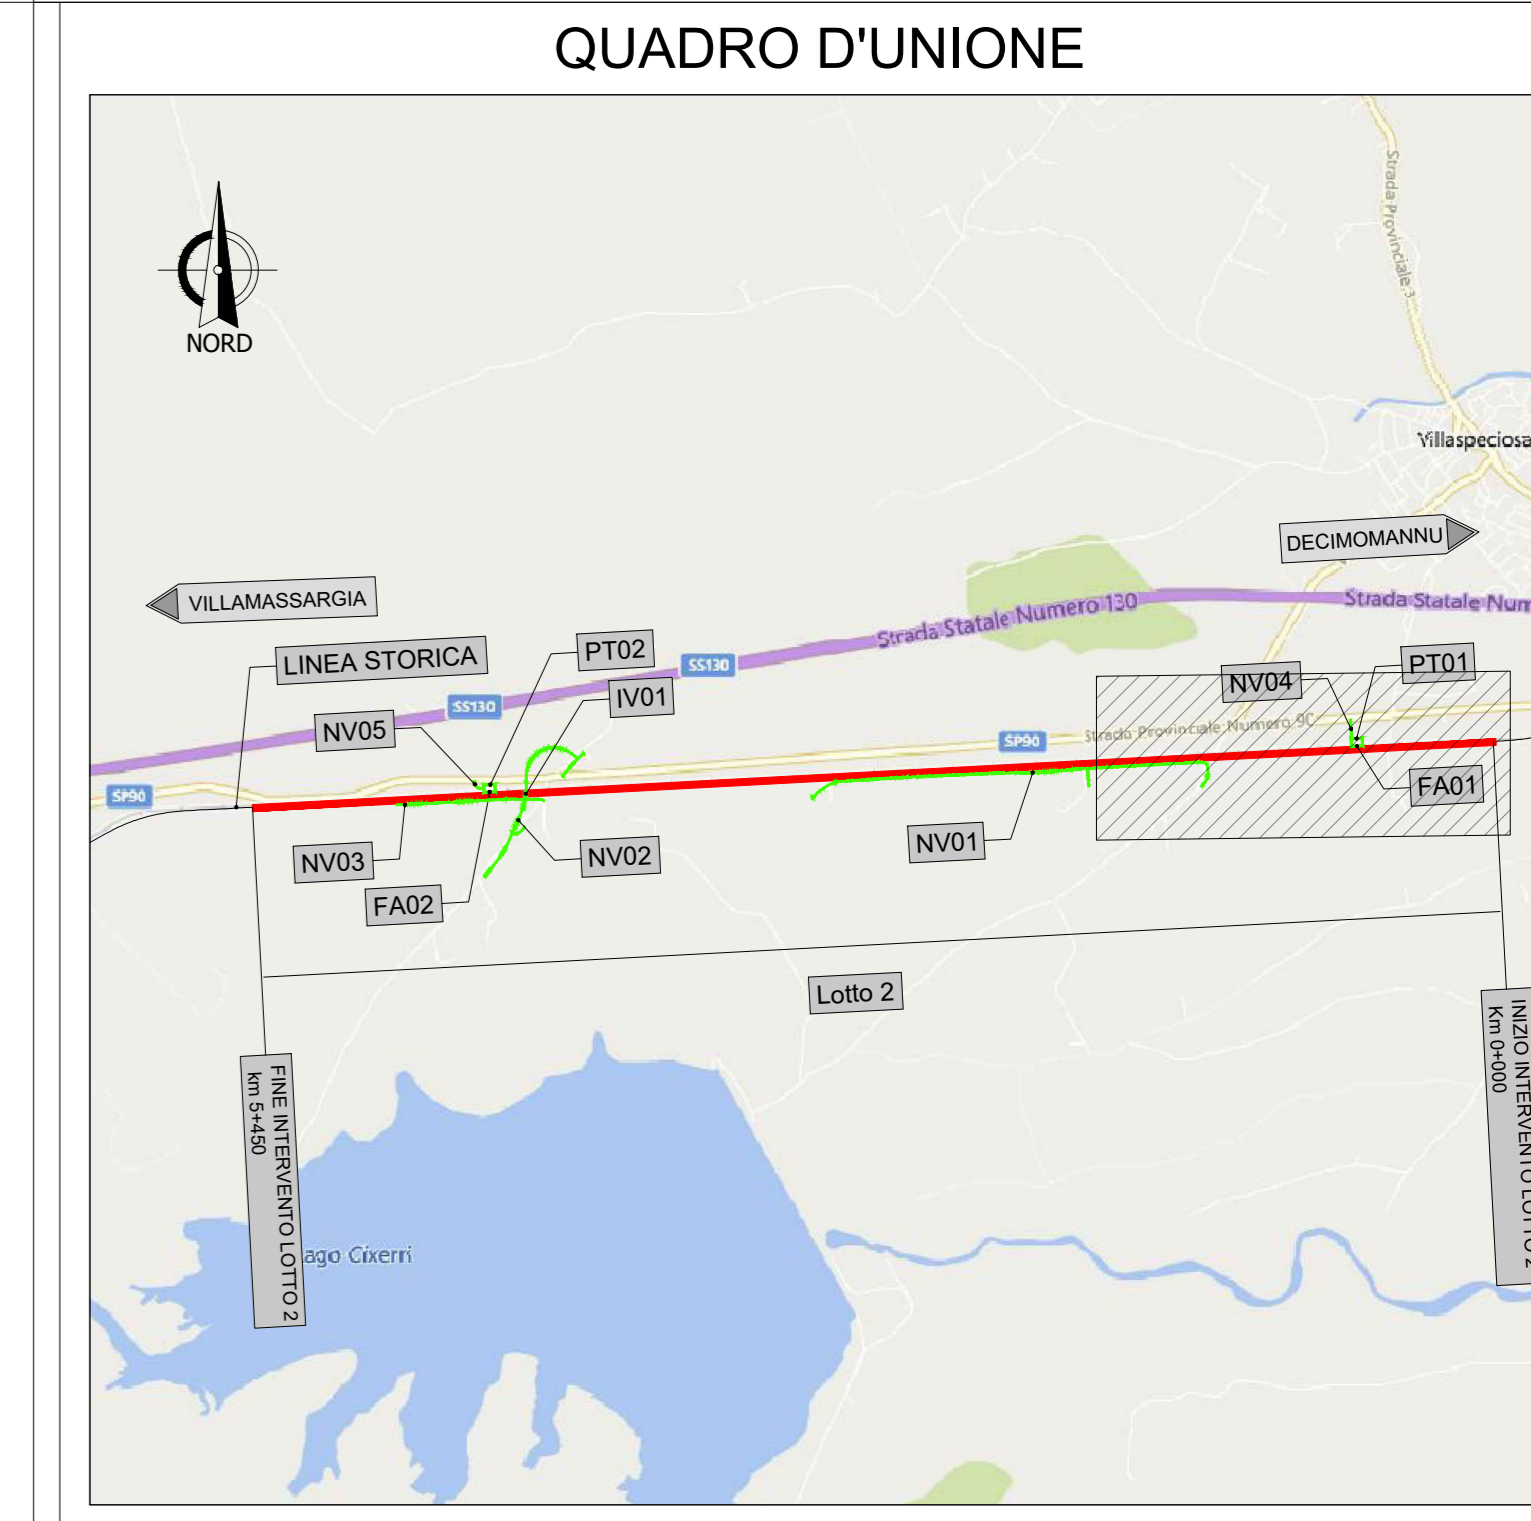 QUADRO D'UNIONE
NORD
Strada Provinciale 3
Villaspeciosa
DECIMOMANNU
VILLAMASSARGIA
Strada Statale Numero 130
Strada Statale Num
LINEA STORICA
PT02
SS130
IV01
SS130
NV05
NV04
PT01
Strada Provinciale Numero 90
SP90
SP90
FA01
NV03
NV02
NV01
FA02
Lotto 2
INIZIO INTERVENTO LOTTO 2
Km 0+000
FINE INTERVENTO LOTTO 2
km 5+450
ago Cixerri